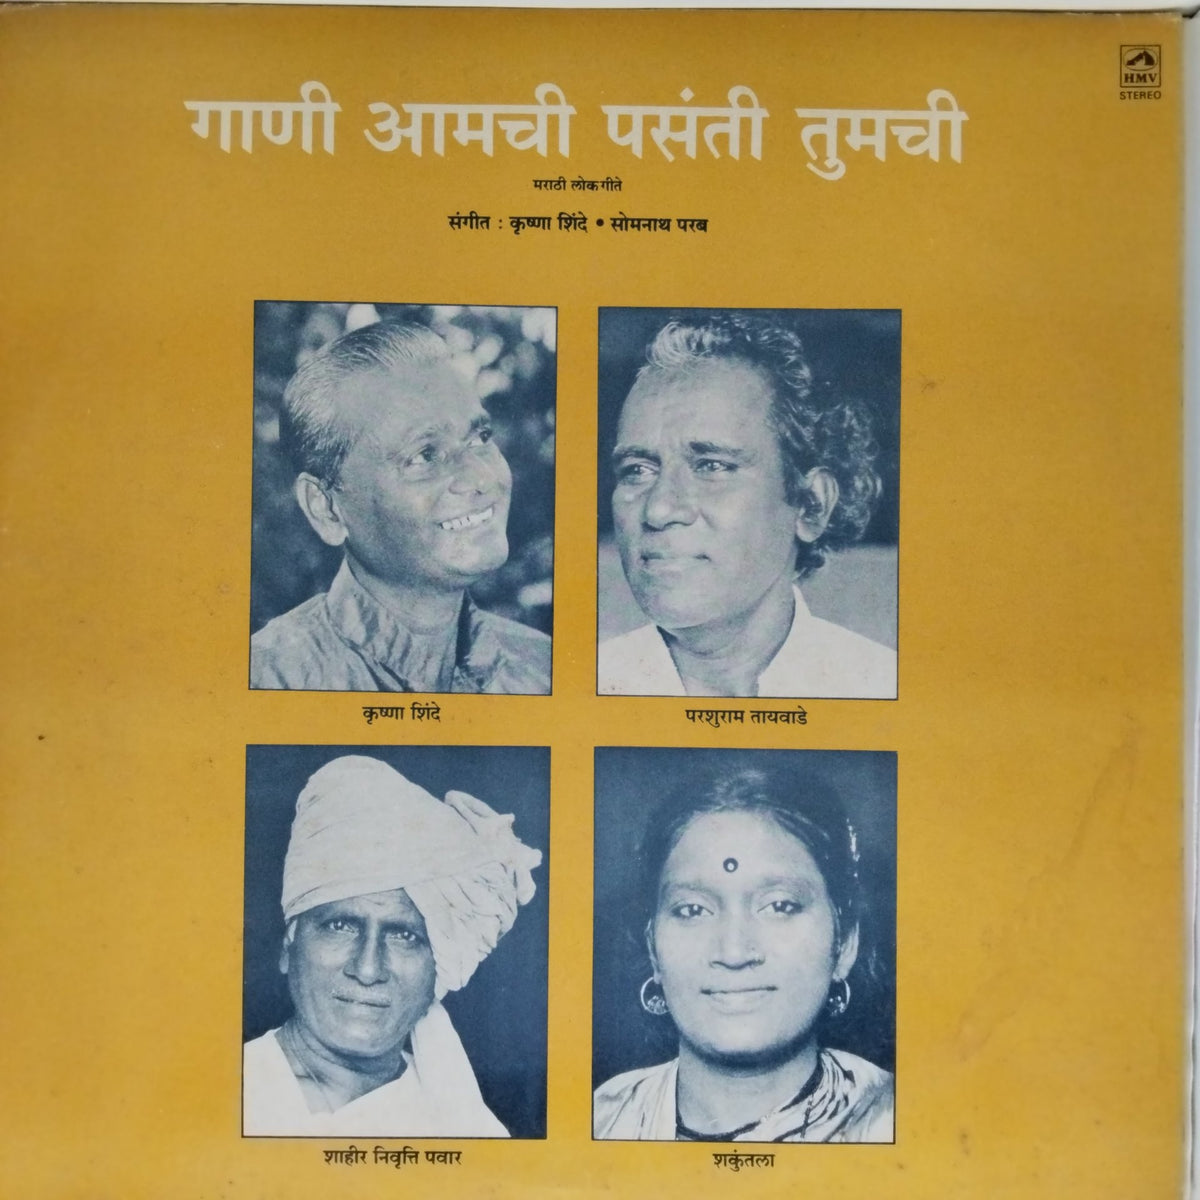 HMV
STEREO
गाणी आमची पसंती तुमची
मराठी लोकगीते
संगीत : कृष्णा शिंदे • सोमनाथ परब
कृष्णा शिंदे
परशुराम तायवाडे
शाहीर निवृत्ति पवार
शकुंतला